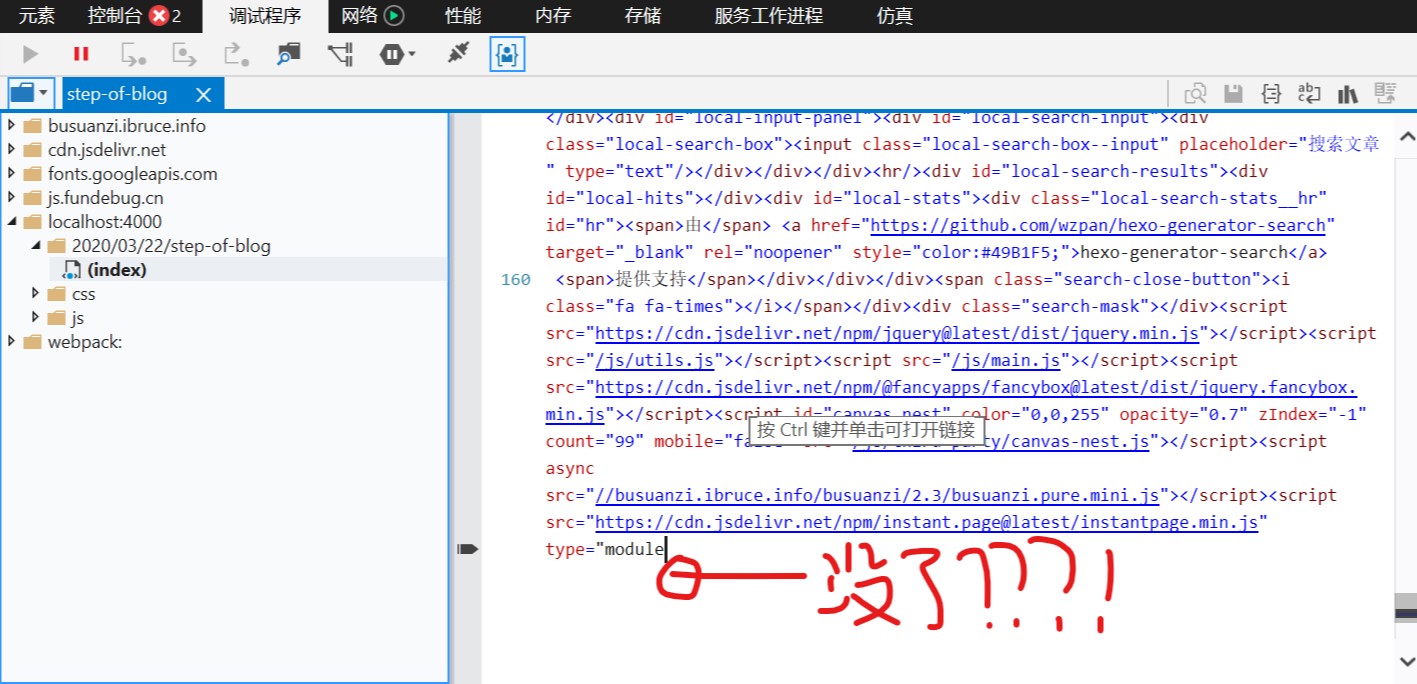 元素 控制台 2 调试程序 网络 性能 内存 存储 服务工作进程 仿真
step-of-blog
busuanzi.ibruce.info
cdn.jsdelivr.net
fonts.googleapis.com
js.fundebug.cn
localhost:4000
2020/03/22/step-of-blog
(index)
css
js
webpack:
</div><div id="local-input-panel"><div id="local-search-input"><div
class="local-search-box"><input class="local-search-box--input" placeholder="搜索文章
" type="text"/></div></div></div><hr/><div id="local-search-results"><div
id="local-hits"></div><div id="local-stats"><div class="local-search-stats__hr"
id="hr"><span>由</span> <a href="https://github.com/wzpan/hexo-generator-search"
target="_blank" rel="noopener" style="color:#49B1F5;">hexo-generator-search</a>
160 <span>提供支持</span></div></div></div><span class="search-close-button"><i
class="fa fa-times"></i></span></div><div class="search-mask"></div><script
src="https://cdn.jsdelivr.net/npm/jquery@latest/dist/jquery.min.js"></script><script
src="/js/utils.js"></script><script src="/js/main.js"></script><script
src="https://cdn.jsdelivr.net/npm/@fancyapps/fancybox@latest/dist/jquery.fancybox.
min.js"></script><script id="canvas_nest" color="0,0,255" opacity="0.7" zIndex="-1"
按 Ctrl 键并单击可打开链接
count="99" mobile="false" ty/canvas-nest.js"></script><script
async
src="//busuanzi.ibruce.info/busuanzi/2.3/busuanzi.pure.mini.js"></script><script
src="https://cdn.jsdelivr.net/npm/instant.page@latest/instantpage.min.js"
type="module
没了???!